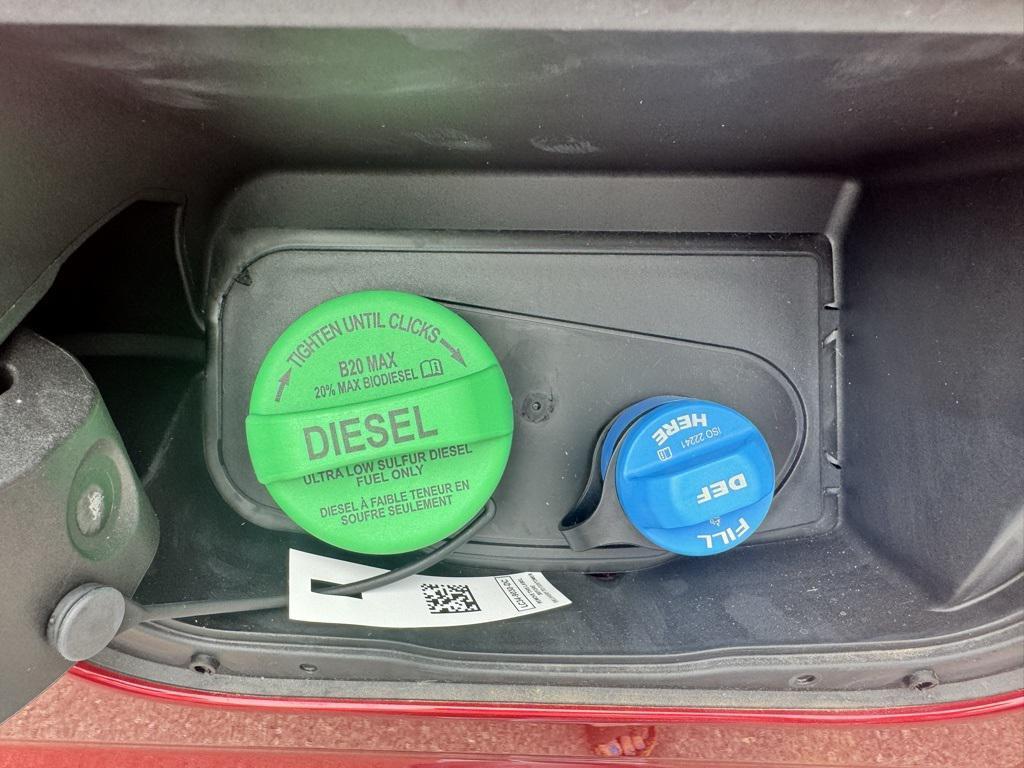 TIGHTEN UNTIL CLICKS
B20 MAX
20% MAX BIODIESEL
DIESEL
ULTRA LOW SULFUR DIESEL
FUEL ONLY
DIESEL À FAIBLE TENEUR EN
SOUFRE SEULEMENT
FILL
DEF
ISO 22241
HERE